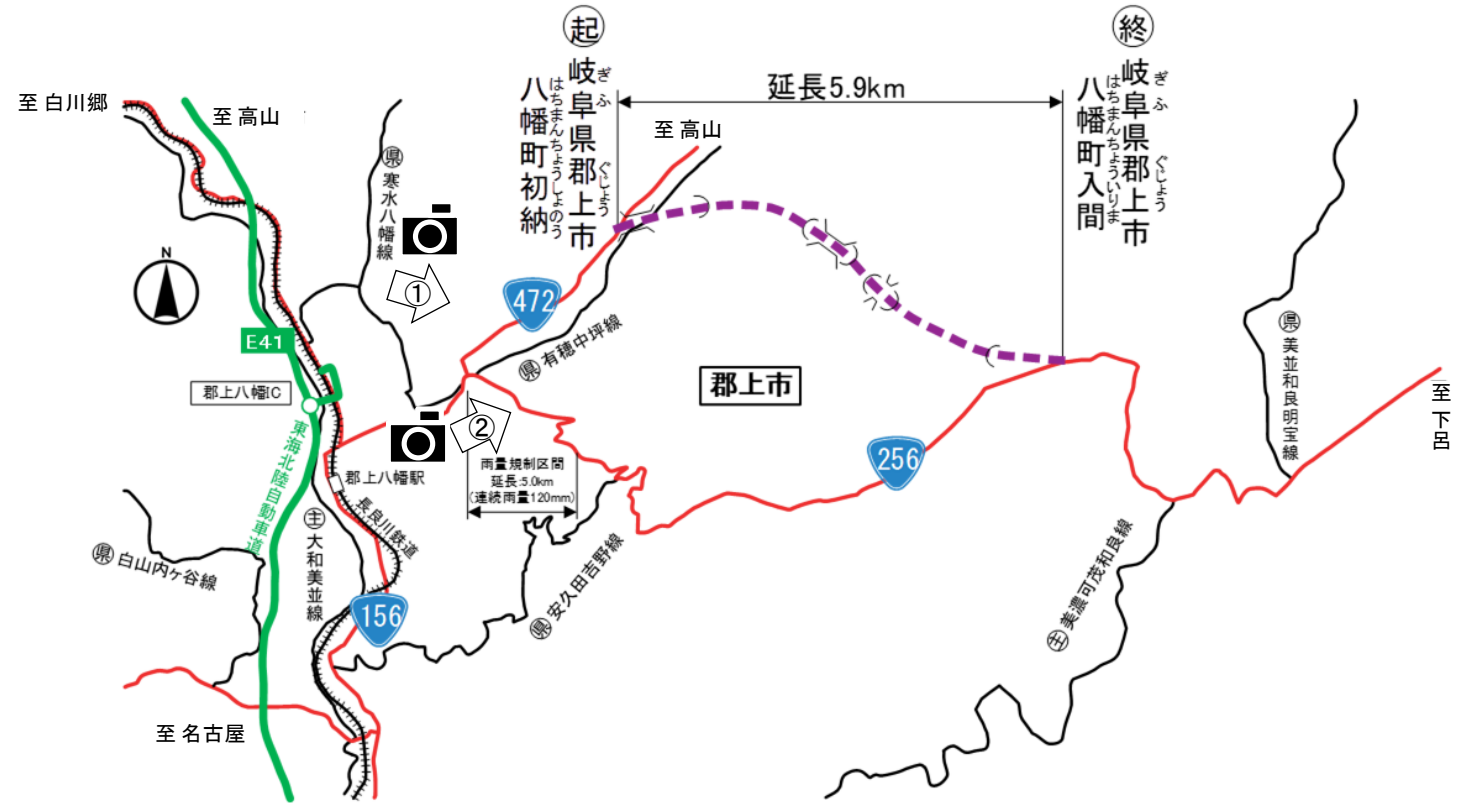 起
岐阜県郡上市
ぎふ
ぐじょう
八幡町初納
はちまんちょうしょのう
延長5.9km
終
岐阜県郡上市
ぎふ
ぐじょう
八幡町入間
はちまんちょういりま
至 白川郷
至 高山
至 高山
県 寒水八幡線
N
①
472
県 有穂中坪線
E41
郡上八幡IC
東海北陸自動車道
郡上市
県 美並和良明宝線
至 下呂
②
雨量規制区間
延長:5.0km
(連続雨量120mm)
256
郡上八幡駅
長良川鉄道
主 大和美並線
県 白山内ヶ谷線
156
県 安久田吉野線
主 美濃可茂和良線
至 名古屋